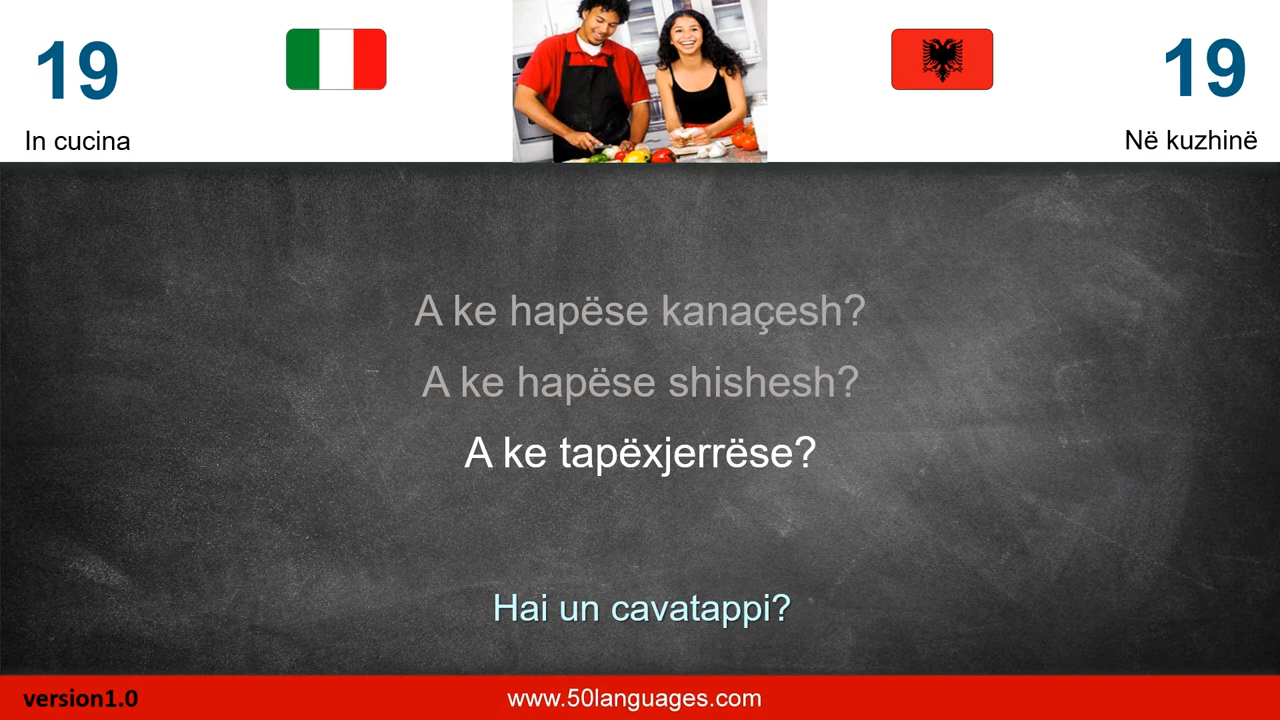 19
19
In cucina
Në kuzhinë
A ke hapëse kanaçesh?
A ke hapëse shishesh?
A ke tapëxjerrëse?
Hai un cavatappi?
version1.0
www.50languages.com